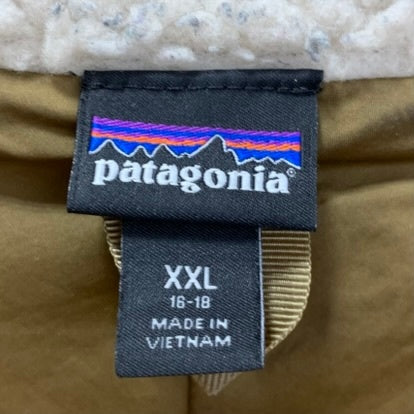 patagonia®
XXL
16-18
MADE IN
VIETNAM